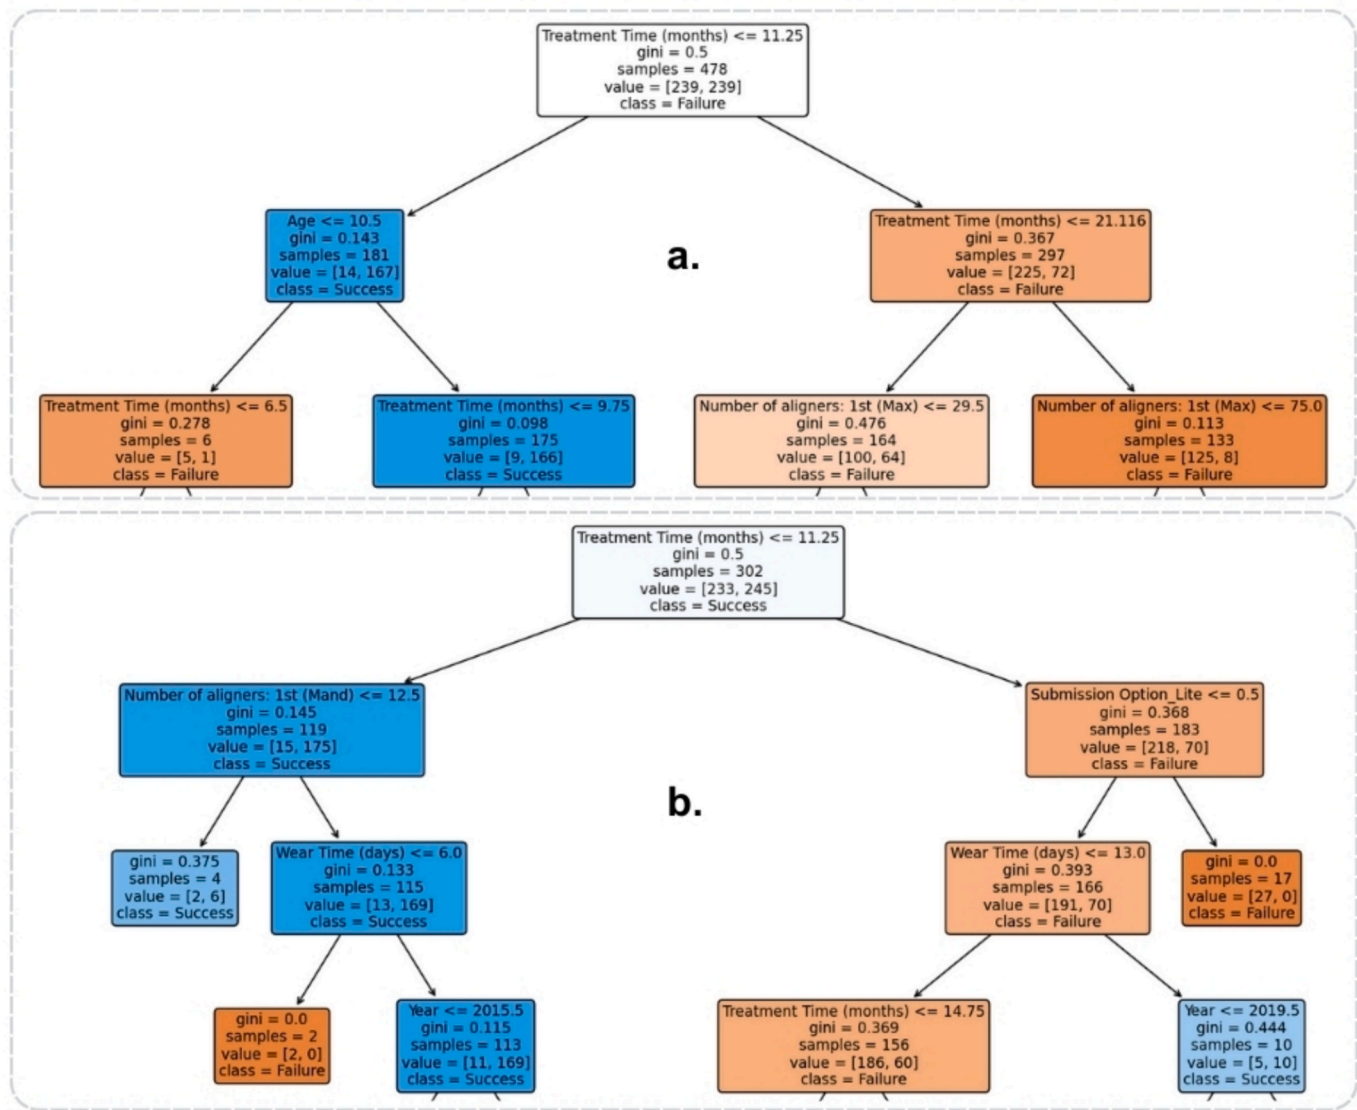 Treatment Time (months) <= 11.25
gini = 0.5
samples = 478
value = [239, 239]
class = Failure
Age <= 10.5
gini = 0.143
samples = 181
value = [14, 167]
class = Success
a.
Treatment Time (months) <= 21.116
gini = 0.367
samples = 297
value = [225, 72]
class = Failure
Treatment Time (months) <= 6.5
gini = 0.278
samples = 6
value = [5, 1]
class = Failure
Treatment Time (months) <= 9.75
gini = 0.098
samples = 175
value = [9, 166]
class = Success
Number of aligners: 1st (Max) <= 29.5
gini = 0.476
samples = 164
value = [100, 64]
class = Failure
Number of aligners: 1st (Max) <= 75.0
gini = 0.113
samples = 133
value = [125, 8]
class = Failure
Treatment Time (months) <= 11.25
gini = 0.5
samples = 302
value = [233, 245]
class = Success
Number of aligners: 1st (Mand) <= 12.5
gini = 0.145
samples = 119
value = [15, 175]
class = Success
Submission Option_Lite <= 0.5
gini = 0.368
samples = 183
value = [218, 70]
class = Failure
b.
gini = 0.375
samples = 4
value = [2, 6]
class = Success
Wear Time (days) <= 6.0
gini = 0.133
samples = 115
value = [13, 169]
class = Success
Wear Time (days) <= 13.0
gini = 0.393
samples = 166
value = [191, 70]
class = Failure
gini = 0.0
samples = 17
value = [27, 0]
class = Failure
gini = 0.0
samples = 2
value = [2, 0]
class = Failure
Year <= 2015.5
gini = 0.115
samples = 113
value = [11, 169]
class = Success
Treatment Time (months) <= 14.75
gini = 0.369
samples = 156
value = [186, 60]
class = Failure
Year <= 2019.5
gini = 0.444
samples = 10
value = [5, 10]
class = Success